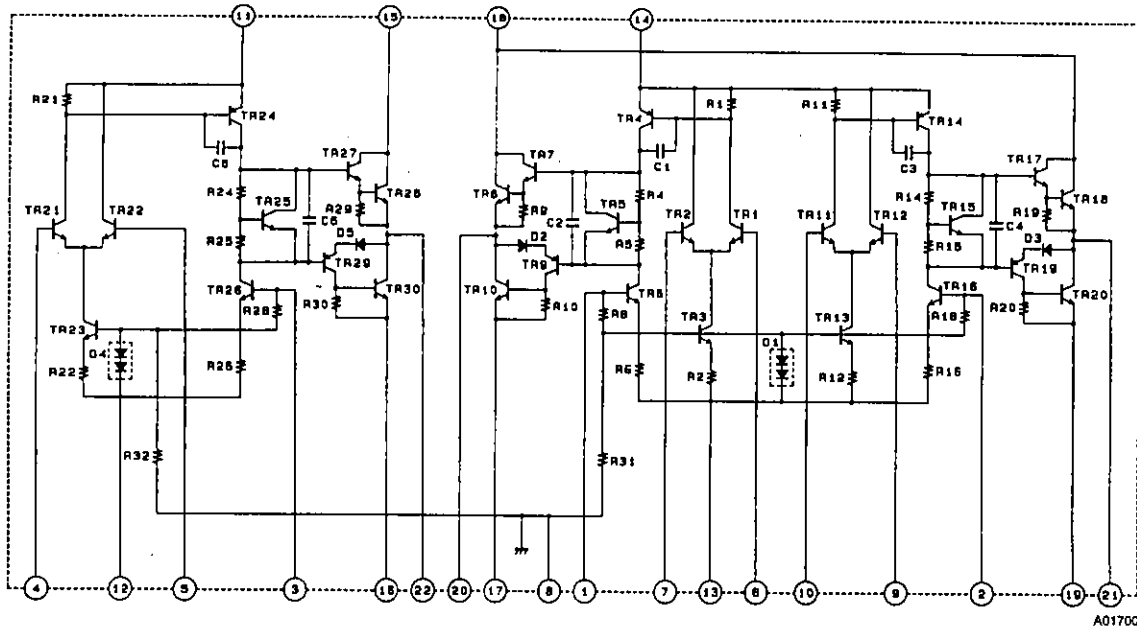 11 15 18 14
R21 TR24 TR4 R1 R11 TR14
C5 TR27 TR7 C1 C3 TR17
R24 TR25 TR28 TR6 R4 R14 TR15 TR18
TR21 TR22 C6 R29 R9 C2 TR5 TR2 TR1 TR11 TR12 C4 R19
R25 D5 D2 R5 R15 D3
TR29 TR9 TR19
TR26 R30 TR30 TR10 R10 TR16 R20 TR20
R28 R8 R18
TR23 D4 TR3 D1 TR13
R22 R26 R6 R2 R12 R16
R32 R31
4 12 5 3 16 22 20 17 8 1 7 13 6 10 9 2 19 21
A01700